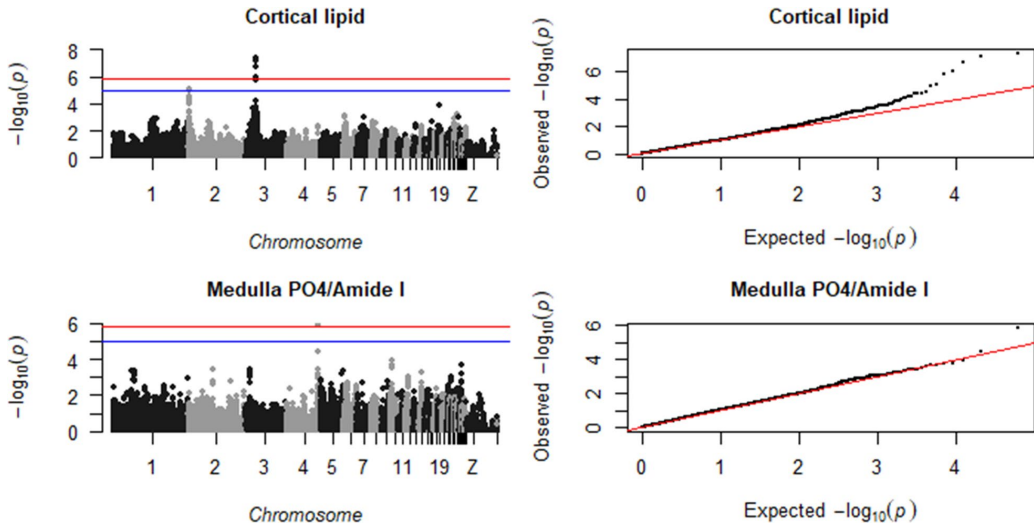 Cortical lipid
−log10(p)
8
6
4
2
0
1 2 3 4 5 7 11 19 Z
Chromosome
Cortical lipid
Observed −log10(p)
6
4
2
0
0 1 2 3 4
Expected −log10(p)
Medulla PO4/Amide I
−log10(p)
6
4
2
0
1 2 3 4 5 7 11 19 Z
Chromosome
Medulla PO4/Amide I
Observed −log10(p)
6
4
2
0
0 1 2 3 4
Expected −log10(p)